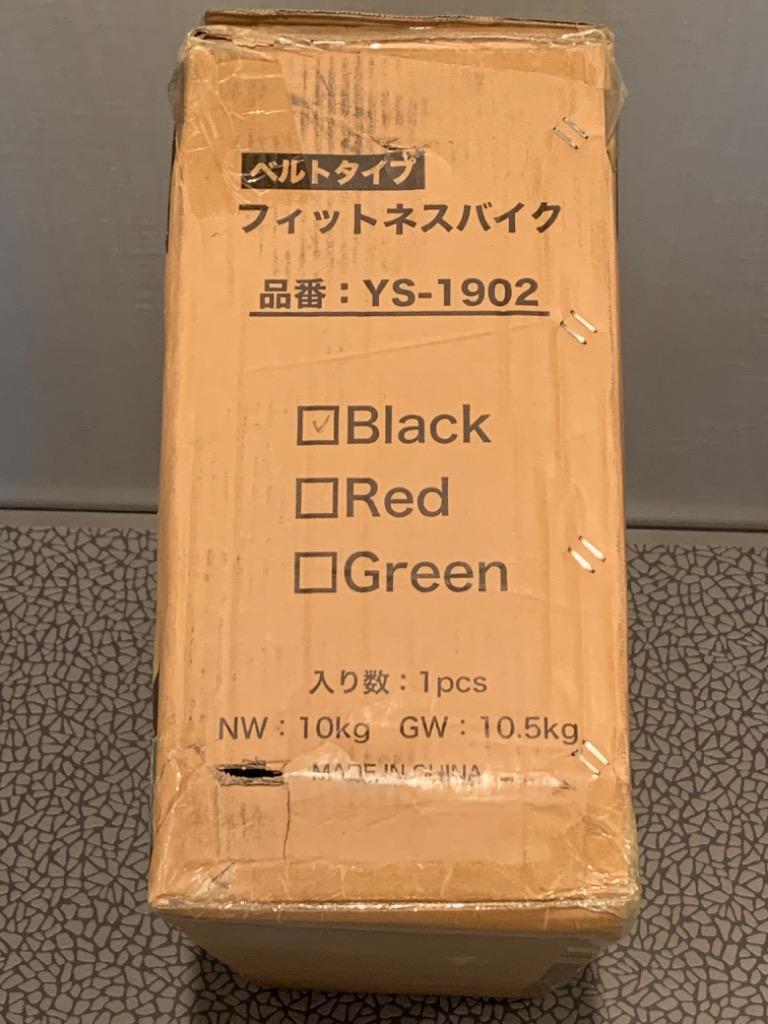 ベルトタイプ
フィットネスバイク
品番：YS-1902
Black
Red
Green
入り数：1pcs
NW：10kg GW：10.5kg
MADE IN CHINA